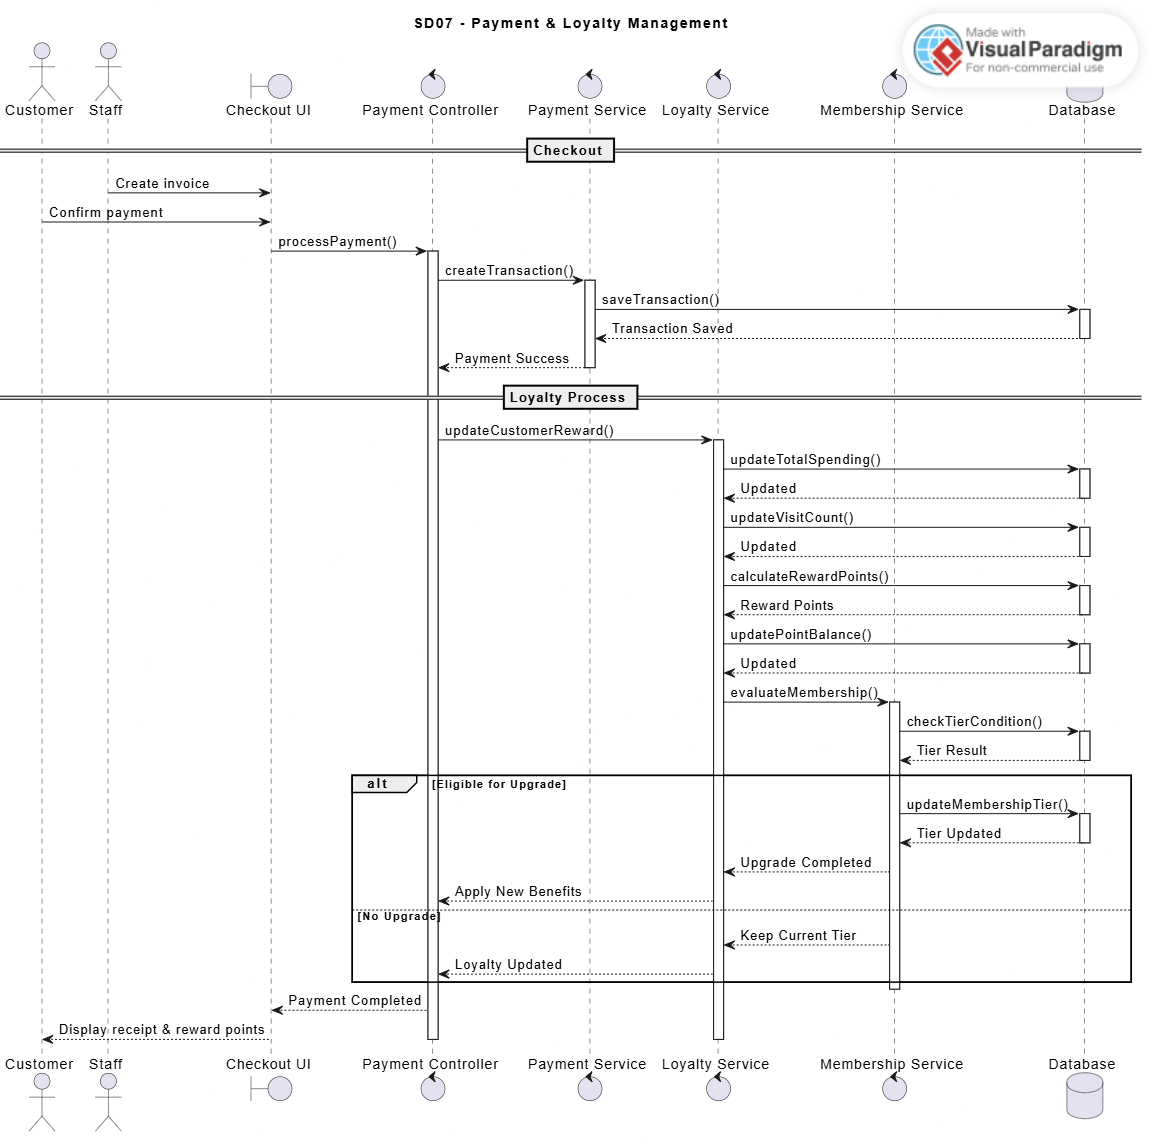 SD07 - Payment & Loyalty Management
Made with
Visual Paradigm
For non-commercial use
Customer
Staff
Checkout UI
Payment Controller
Payment Service
Loyalty Service
Membership Service
Database
Checkout
Create invoice
Confirm payment
processPayment()
createTransaction()
saveTransaction()
Transaction Saved
Payment Success
Loyalty Process
updateCustomerReward()
updateTotalSpending()
Updated
updateVisitCount()
Updated
calculateRewardPoints()
Reward Points
updatePointBalance()
Updated
evaluateMembership()
checkTierCondition()
Tier Result
alt
[Eligible for Upgrade]
updateMembershipTier()
Tier Updated
Upgrade Completed
Apply New Benefits
[No Upgrade]
Keep Current Tier
Loyalty Updated
Payment Completed
Display receipt & reward points
Customer
Staff
Checkout UI
Payment Controller
Payment Service
Loyalty Service
Membership Service
Database